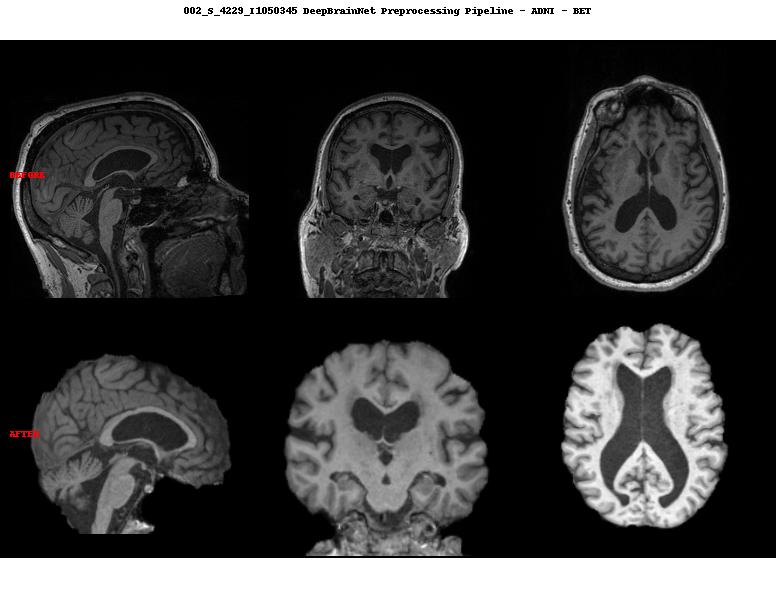 002_S_4229_I1050345 DeepBrainNet Preprocessing Pipeline - ADNI - BET
BEFORE
AFTER